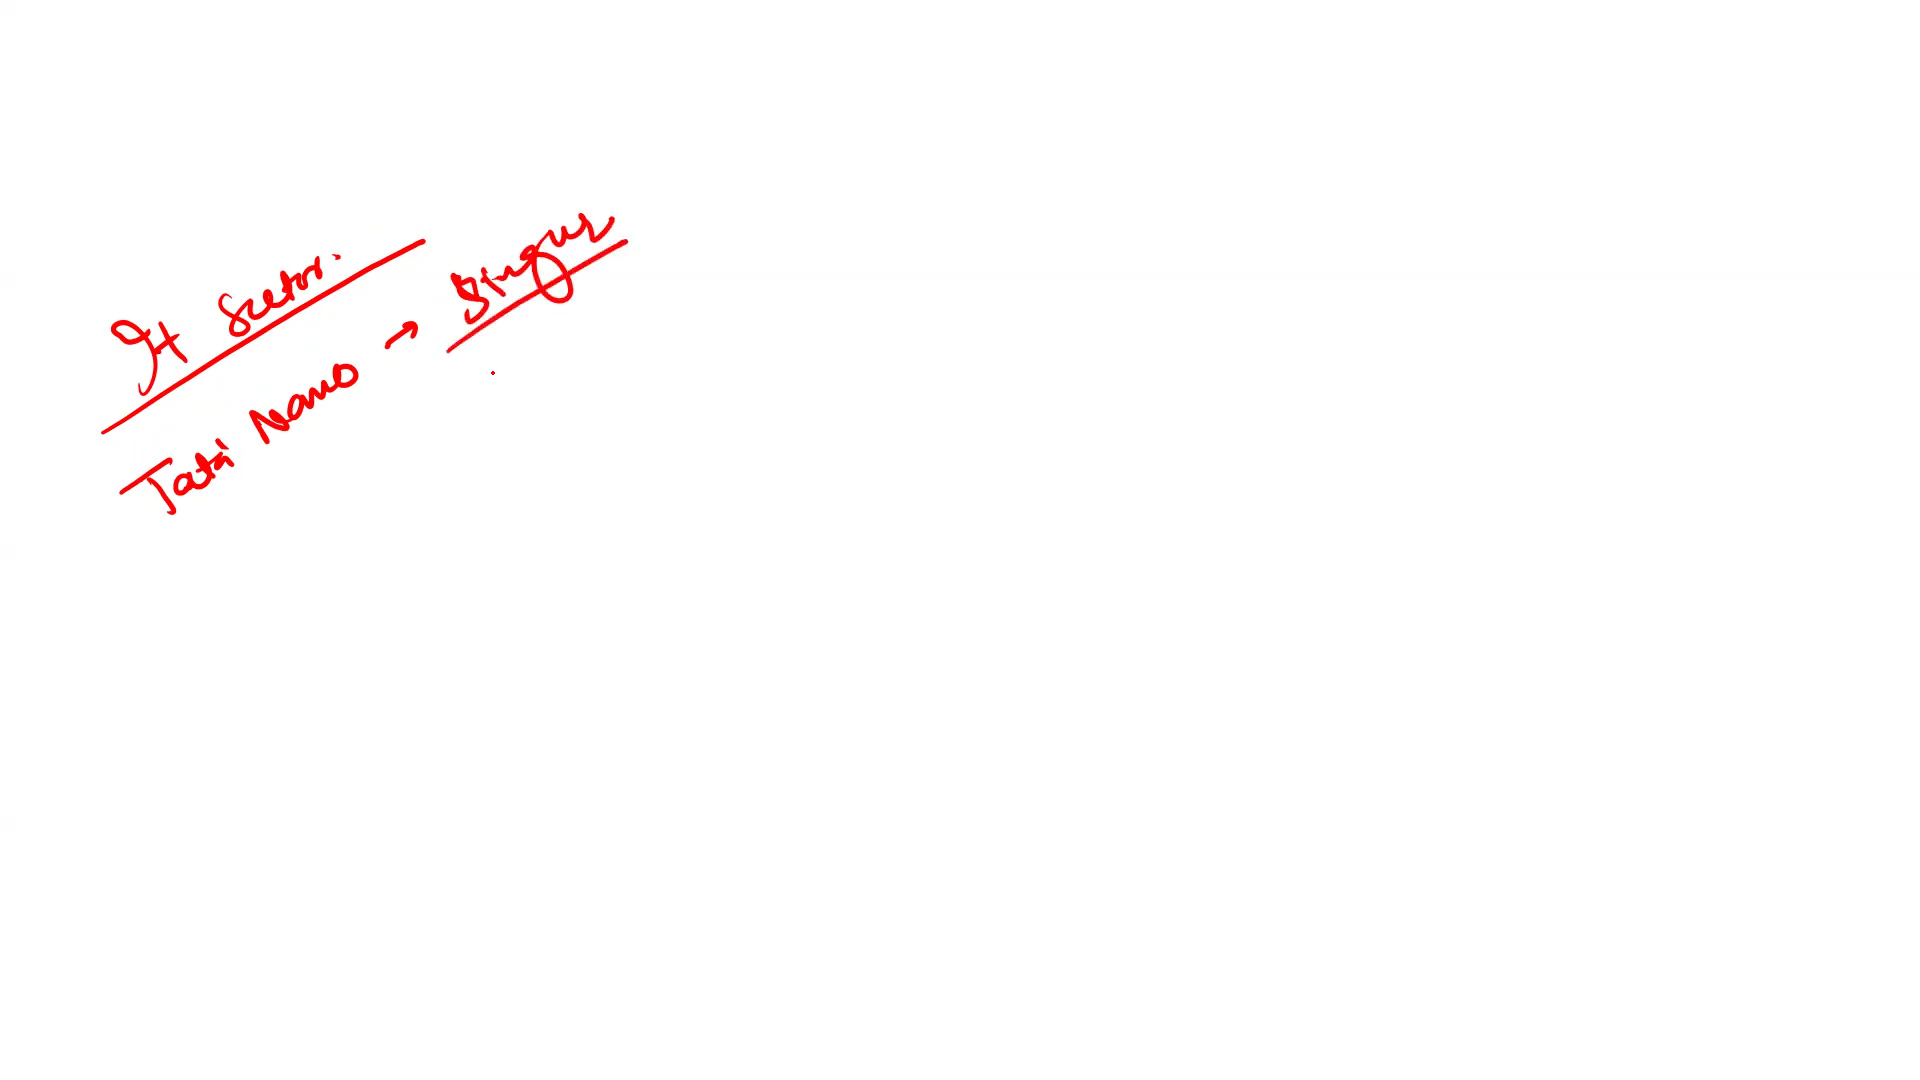 It Sector.
Tata Nano → Singur